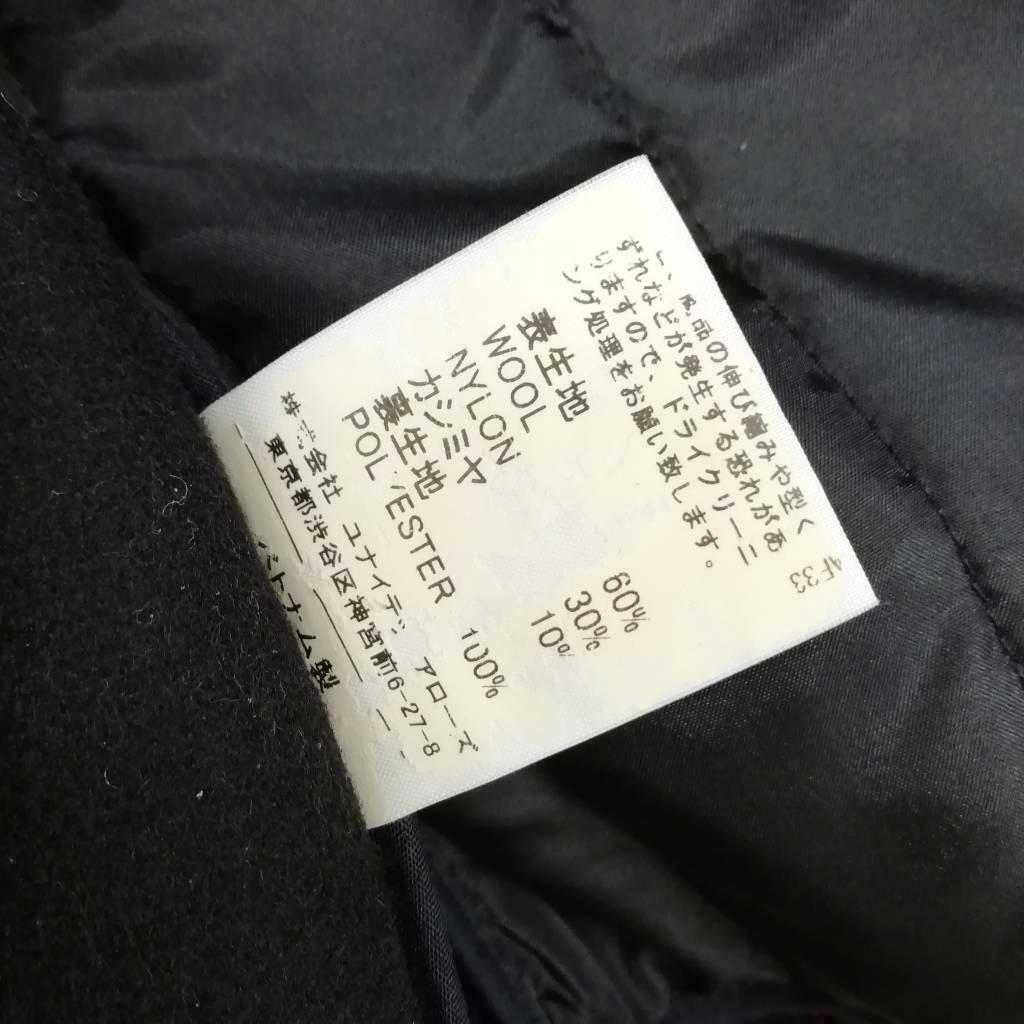 品の伸び縮みや型く
ずれなどが発生する恐れがあ
りますので、ドライクリーニ
ング処理をお願い致します。
33
表生地
WOOL 60%
NYLON 30%
カシミヤ 10%
裏生地
POLYESTER 100%
会社 ユナイテッ アローズ
東京都渋谷区神宮前6-27-8
ベトナム製